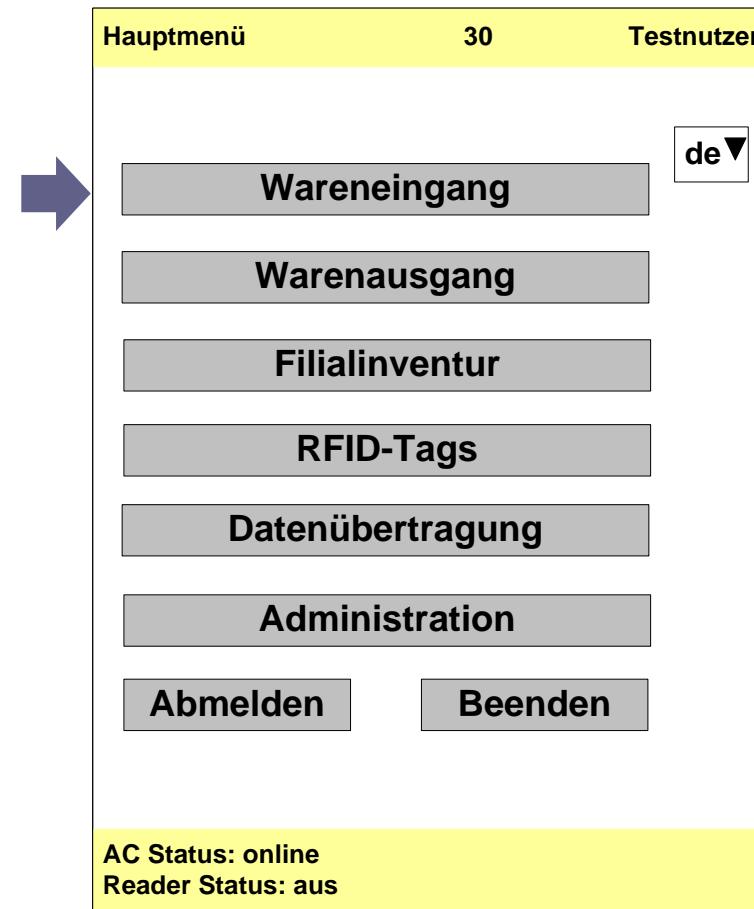 Hauptmenü 30 Testnutzer
de
Wareneingang
Warenausgang
Filialinventur
RFID-Tags
Datenübertragung
Administration
Abmelden Beenden
AC Status: online
Reader Status: aus